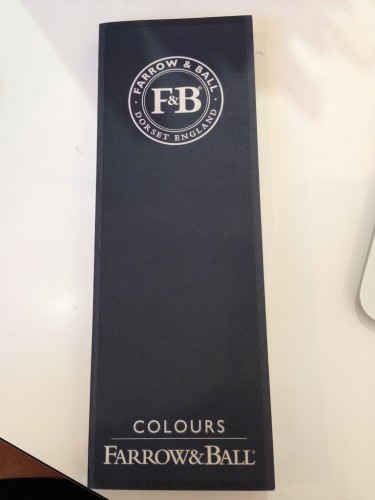 FARROW & BALL
F&B®
DORSET ENGLAND
COLOURS
FARROW&BALL®